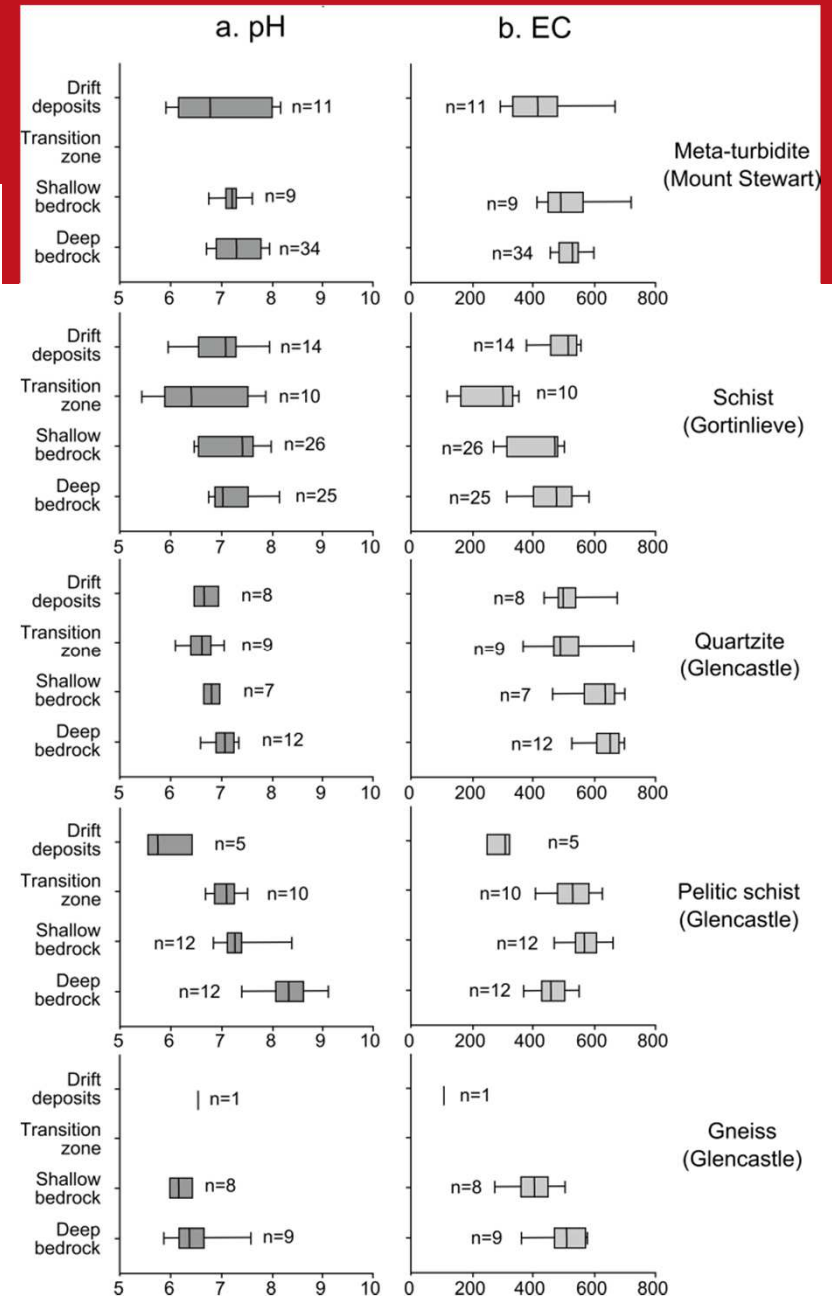 a. pH
b. EC
Drift
deposits
n=11
n=11
Transition
zone
Shallow
bedrock
n=9
n=9
Deep
bedrock
n=34
n=34
Meta-turbidite
(Mount Stewart)
5 6 7 8 9 10
0 200 400 600 800
Drift
deposits
n=14
n=14
Transition
zone
n=10
n=10
Shallow
bedrock
n=26
n=26
Deep
bedrock
n=25
n=25
Schist
(Gortinlieve)
5 6 7 8 9 10
0 200 400 600 800
Drift
deposits
n=8
n=8
Transition
zone
n=9
n=9
Shallow
bedrock
n=7
n=7
Deep
bedrock
n=12
n=12
Quartzite
(Glencastle)
5 6 7 8 9 10
0 200 400 600 800
Drift
deposits
n=5
n=5
Transition
zone
n=10
n=10
Shallow
bedrock
n=12
n=12
Deep
bedrock
n=12
n=12
Pelitic schist
(Glencastle)
5 6 7 8 9 10
0 200 400 600 800
Drift
deposits
n=1
n=1
Transition
zone
Shallow
bedrock
n=8
n=8
Deep
bedrock
n=9
n=9
Gneiss
(Glencastle)
5 6 7 8 9 10
0 200 400 600 800